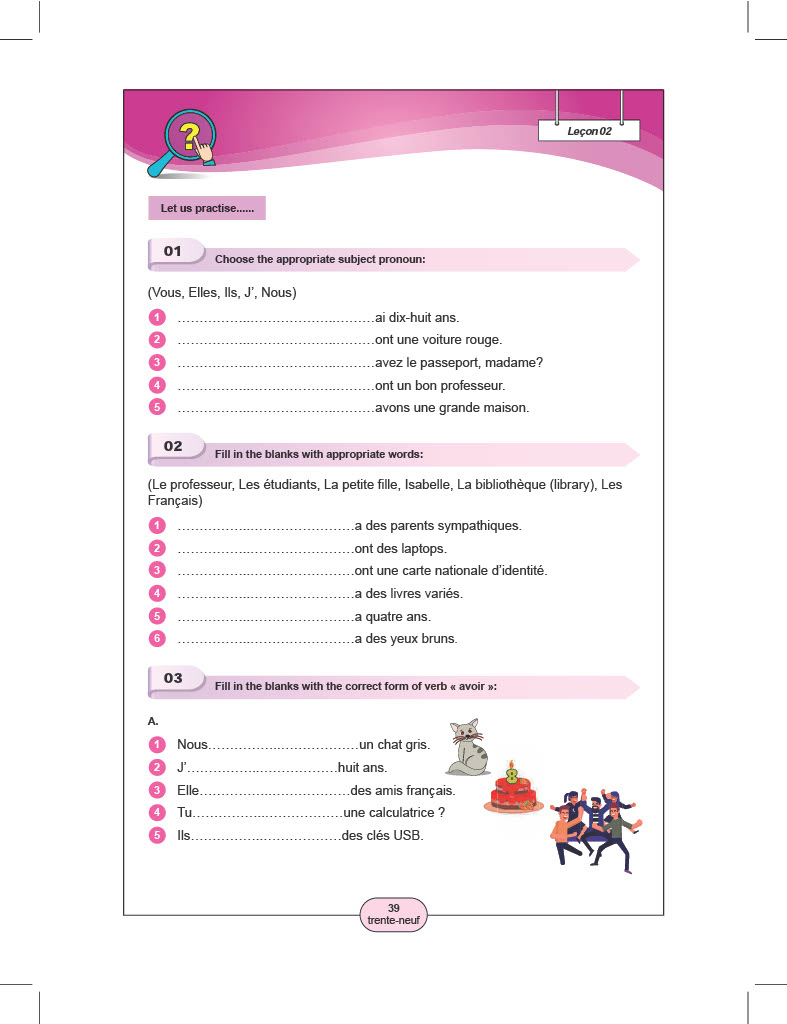 ?
Leçon 02
Let us practise......
01
Choose the appropriate subject pronoun:
(Vous, Elles, Ils, J’, Nous)
1 ……………..………………..………ai dix-huit ans.
2 ……………..………………..………ont une voiture rouge.
3 ……………..………………..………avez le passeport, madame?
4 ……………..………………..………ont un bon professeur.
5 ……………..………………..………avons une grande maison.
02
Fill in the blanks with appropriate words:
(Le professeur, Les étudiants, La petite fille, Isabelle, La bibliothèque (library), Les
Français)
1 ……………..……………………a des parents sympathiques.
2 ……………..……………………ont des laptops.
3 ……………..……………………ont une carte nationale d’identité.
4 ……………..……………………a des livres variés.
5 ……………..……………………a quatre ans.
6 ……………..……………………a des yeux bruns.
03
Fill in the blanks with the correct form of verb « avoir »:
A.
1 Nous……………..………………un chat gris.
2 J’……………..………………huit ans.
3 Elle……………..………………des amis français.
4 Tu……………..………………une calculatrice ?
5 Ils……………..………………des clés USB.
8
39
trente-neuf